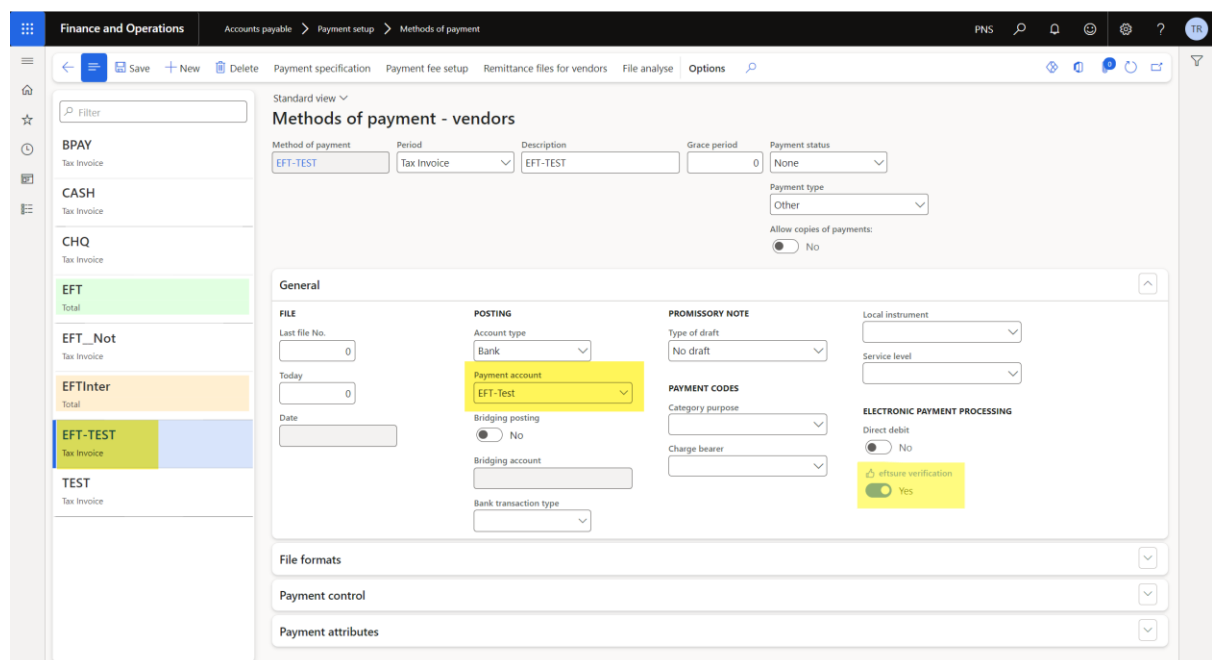 Finance and Operations
Accounts payable > Payment setup > Methods of payment
PNS
?
TR
Save
New
Delete
Payment specification
Payment fee setup
Remittance files for vendors
File analyse
Options
0
Filter
BPAY
Tax Invoice
CASH
Tax Invoice
CHQ
Tax Invoice
EFT
Total
EFT__Not
Tax Invoice
EFTInter
Total
EFT-TEST
Tax Invoice
TEST
Tax Invoice
Standard view
Methods of payment - vendors
Method of payment
EFT-TEST
Period
Tax Invoice
Description
EFT-TEST
Grace period
0
Payment status
None
Payment type
Other
Allow copies of payments:
No
General
FILE
Last file No.
0
Today
0
Date
POSTING
Account type
Bank
Payment account
EFT-Test
Bridging posting
No
Bridging account
Bank transaction type
PROMISSORY NOTE
Type of draft
No draft
PAYMENT CODES
Category purpose
Charge bearer
Local instrument
Service level
ELECTRONIC PAYMENT PROCESSING
Direct debit
No
eftsure verification
Yes
File formats
Payment control
Payment attributes